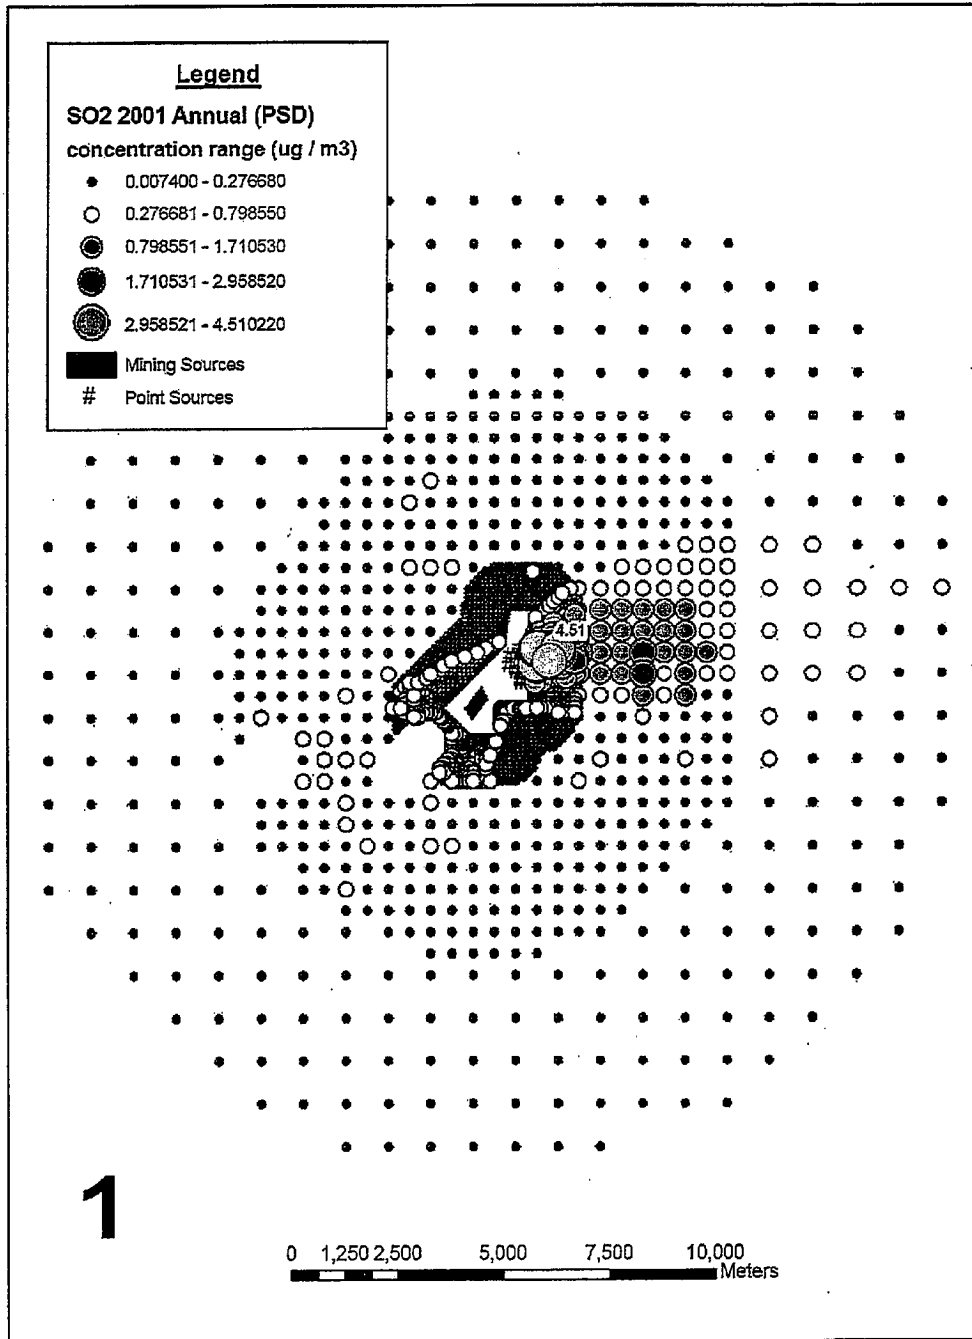 Legend
SO2 2001 Annual (PSD)
concentration range (ug / m3)
0.007400 - 0.276680
0.276681 - 0.798550
0.798551 - 1.710530
1.710531 - 2.958520
2.958521 - 4.510220
Mining Sources
# Point Sources
4.51
1
0 1,250 2,500 5,000 7,500 10,000
Meters